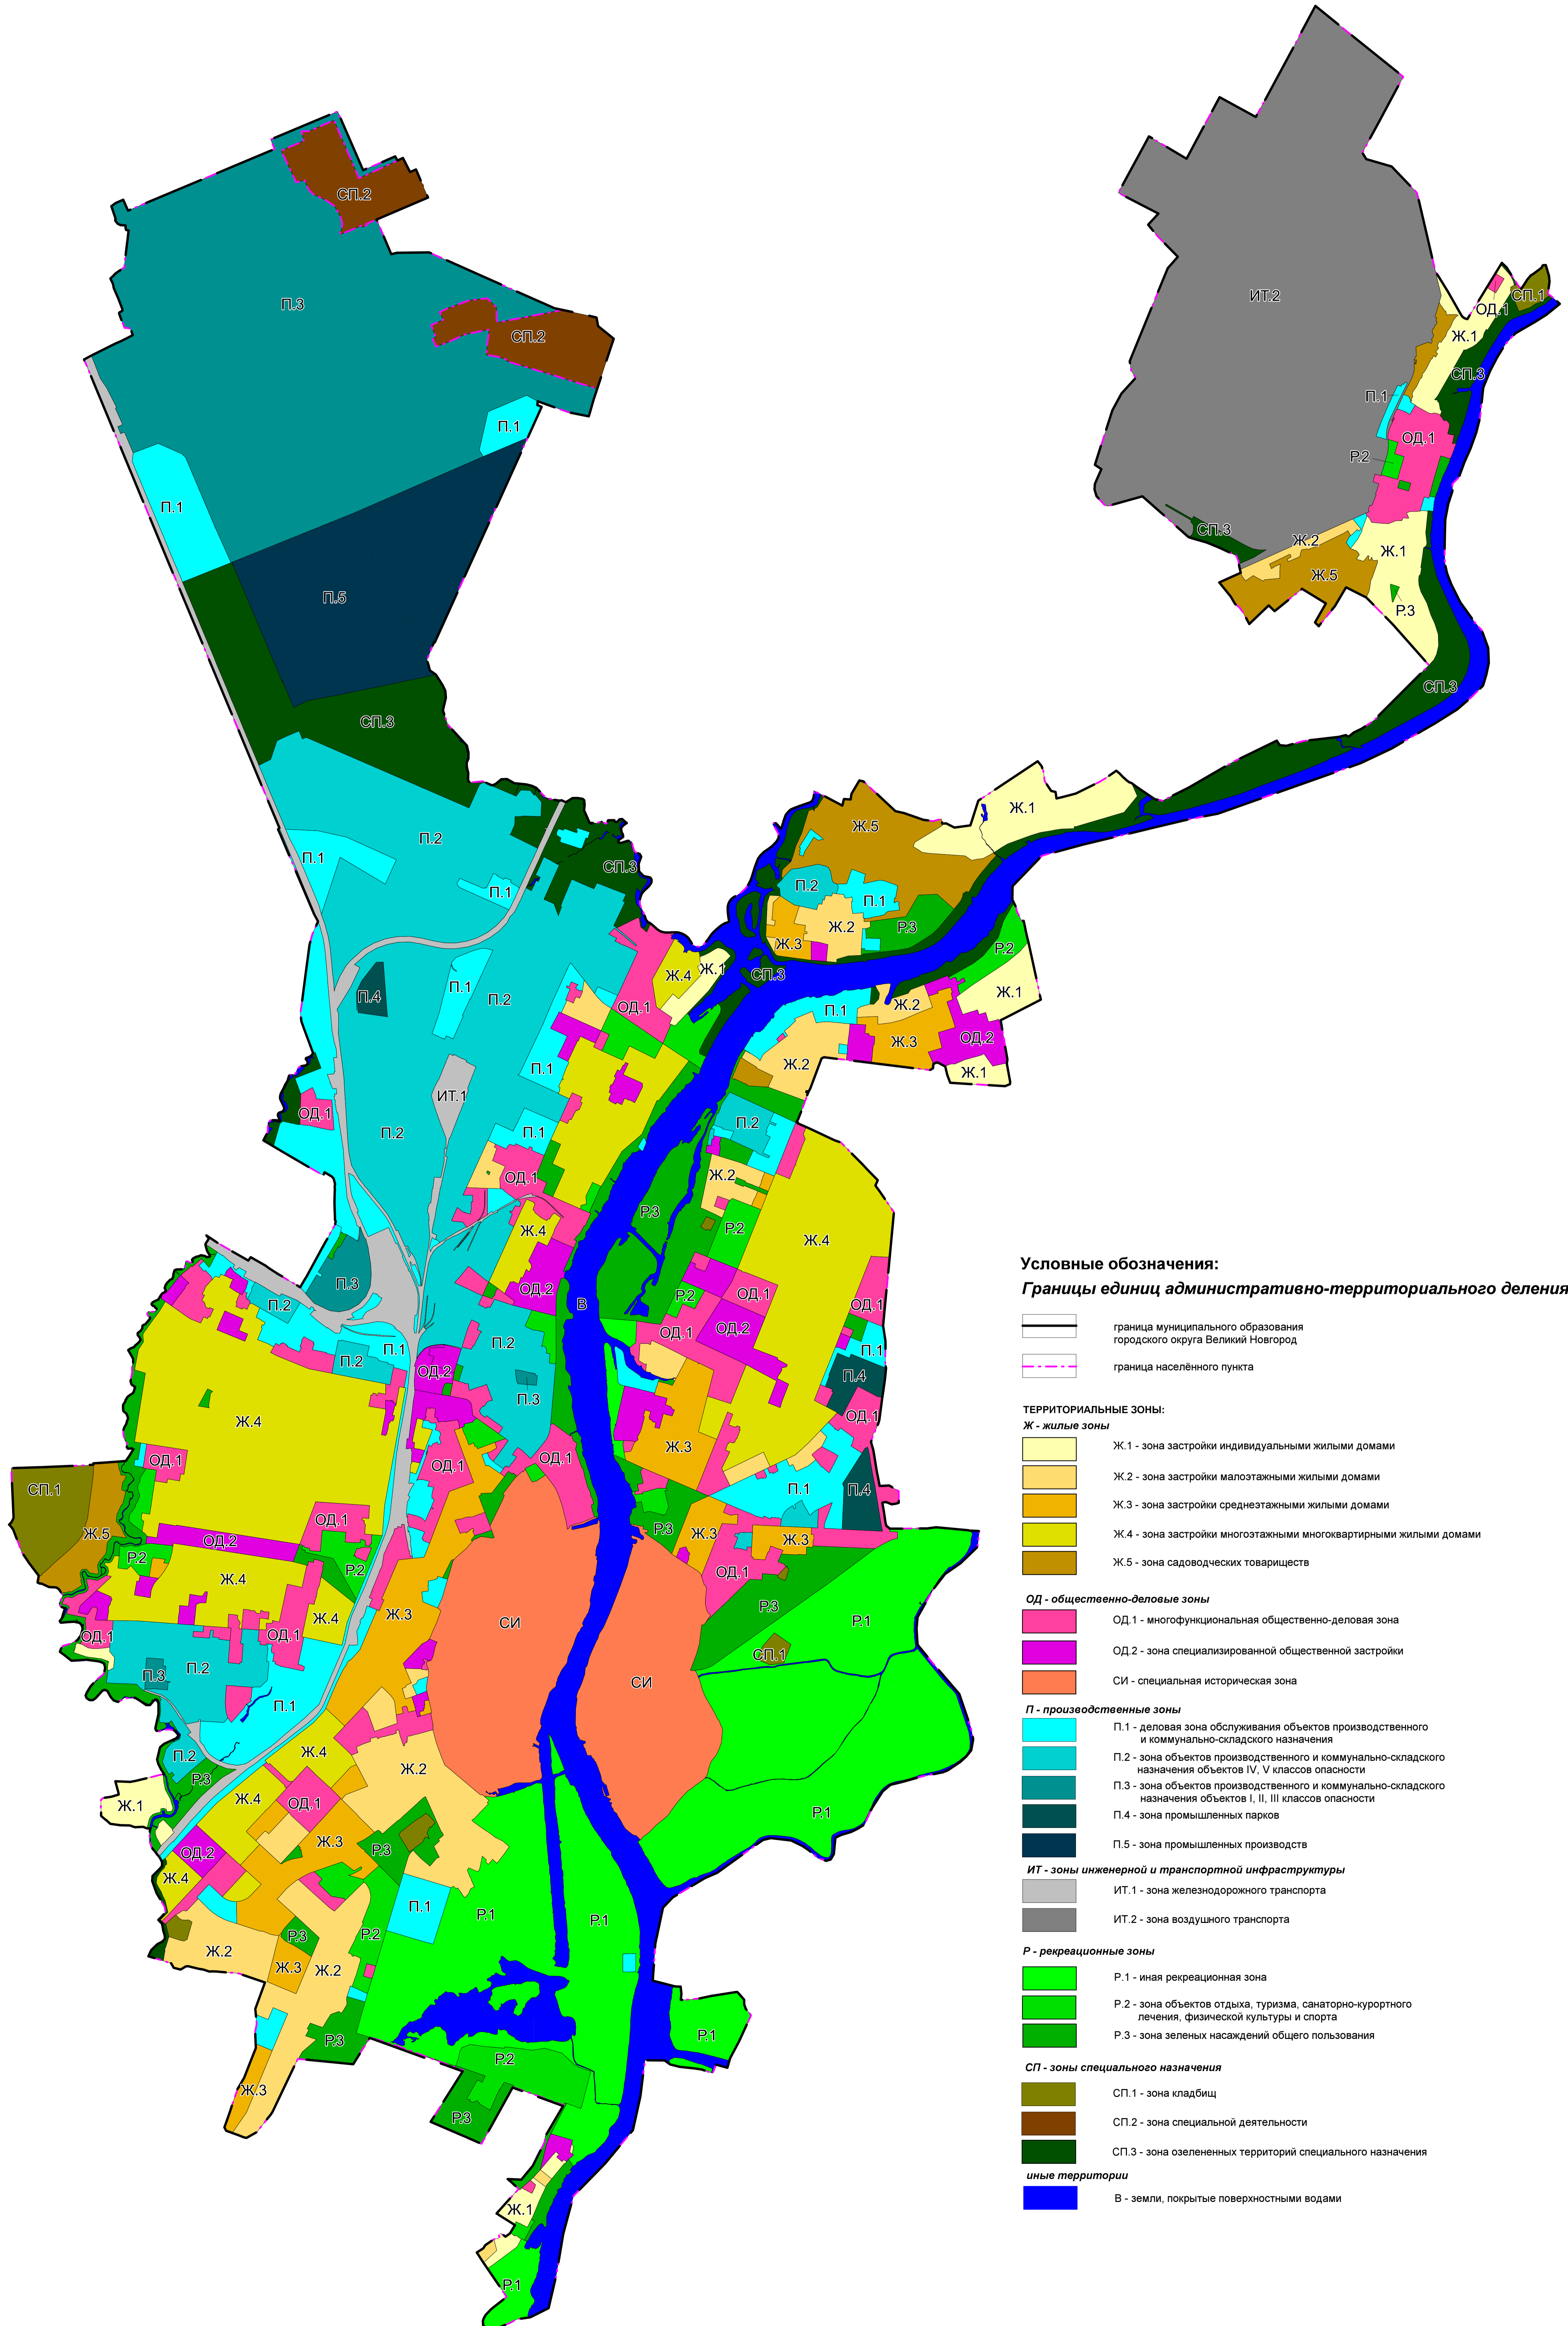 СП.2
П.3
СП.2
П.1
П.1
П.5
СП.3
П.2
П.1
П.1
СП.3
П.4
П.1
П.2
ОД.1
Ж.4
Ж.1
П.1
ИТ.1
ОД.1
П.2
П.1
ОД.1
Ж.4
ОД.2
П.3
П.2
П.2
П.1
П.2
ОД.2
П.3
В
Ж.4
ОД.1
ОД.1
ОД.1
СП.1
Ж.5
ОД.1
ОД.2
Р.2
Р.2
Ж.4
Ж.4
Ж.3
ОД.1
ОД.1
П.3
П.2
П.1
П.2
Р.3
Ж.1
Ж.4
Ж.4
ОД.1
Ж.2
Ж.3
Р.3
ОД.2
Ж.4
П.1
Р.1
Р.1
Р.2
Р.3
Ж.2
Ж.3
Ж.2
Р.3
Ж.3
Р.2
Р.3
Р.1
Ж.1
Р.1
СИ
СИ
ИТ.2
СП.1
ОД.1
Ж.1
СП.3
П.1
ОД.1
Р.2
СП.3
Ж.2
Ж.1
Ж.5
Р.3
СП.3
Ж.1
Ж.5
П.2
П.1
Ж.2
Ж.3
Р.3
СП.3
Р.2
Ж.1
Ж.2
П.1
Ж.3
ОД.2
Ж.1
Ж.2
П.2
Ж.2
Р.3
Р.2
Ж.4
Р.2
ОД.1
ОД.1
ОД.2
ОД.1
П.1
П.4
ОД.1
Ж.3
П.1
П.4
Р.3
Ж.3
Ж.3
ОД.1
Р.3
Р.1
СП.1
Р.1
Условные обозначения:
Границы единиц административно-территориального деления
граница муниципального образования
городского округа Великий Новгород
граница населённого пункта
ТЕРРИТОРИАЛЬНЫЕ ЗОНЫ:
Ж - жилые зоны
Ж.1 - зона застройки индивидуальными жилыми домами
Ж.2 - зона застройки малоэтажными жилыми домами
Ж.3 - зона застройки среднеэтажными жилыми домами
Ж.4 - зона застройки многоэтажными многоквартирными жилыми домами
Ж.5 - зона садоводческих товариществ
ОД - общественно-деловые зоны
ОД.1 - многофункциональная общественно-деловая зона
ОД.2 - зона специализированной общественной застройки
СИ - специальная историческая зона
П - производственные зоны
П.1 - деловая зона обслуживания объектов производственного
и коммунально-складского назначения
П.2 - зона объектов производственного и коммунально-складского
назначения объектов IV, V классов опасности
П.3 - зона объектов производственного и коммунально-складского
назначения объектов I, II, III классов опасности
П.4 - зона промышленных парков
П.5 - зона промышленных производств
ИТ - зоны инженерной и транспортной инфраструктуры
ИТ.1 - зона железнодорожного транспорта
ИТ.2 - зона воздушного транспорта
Р - рекреационные зоны
Р.1 - иная рекреационная зона
Р.2 - зона объектов отдыха, туризма, санаторно-курортного
лечения, физической культуры и спорта
Р.3 - зона зеленых насаждений общего пользования
СП - зоны специального назначения
СП.1 - зона кладбищ
СП.2 - зона специальной деятельности
СП.3 - зона озелененных территорий специального назначения
иные территории
В - земли, покрытые поверхностными водами